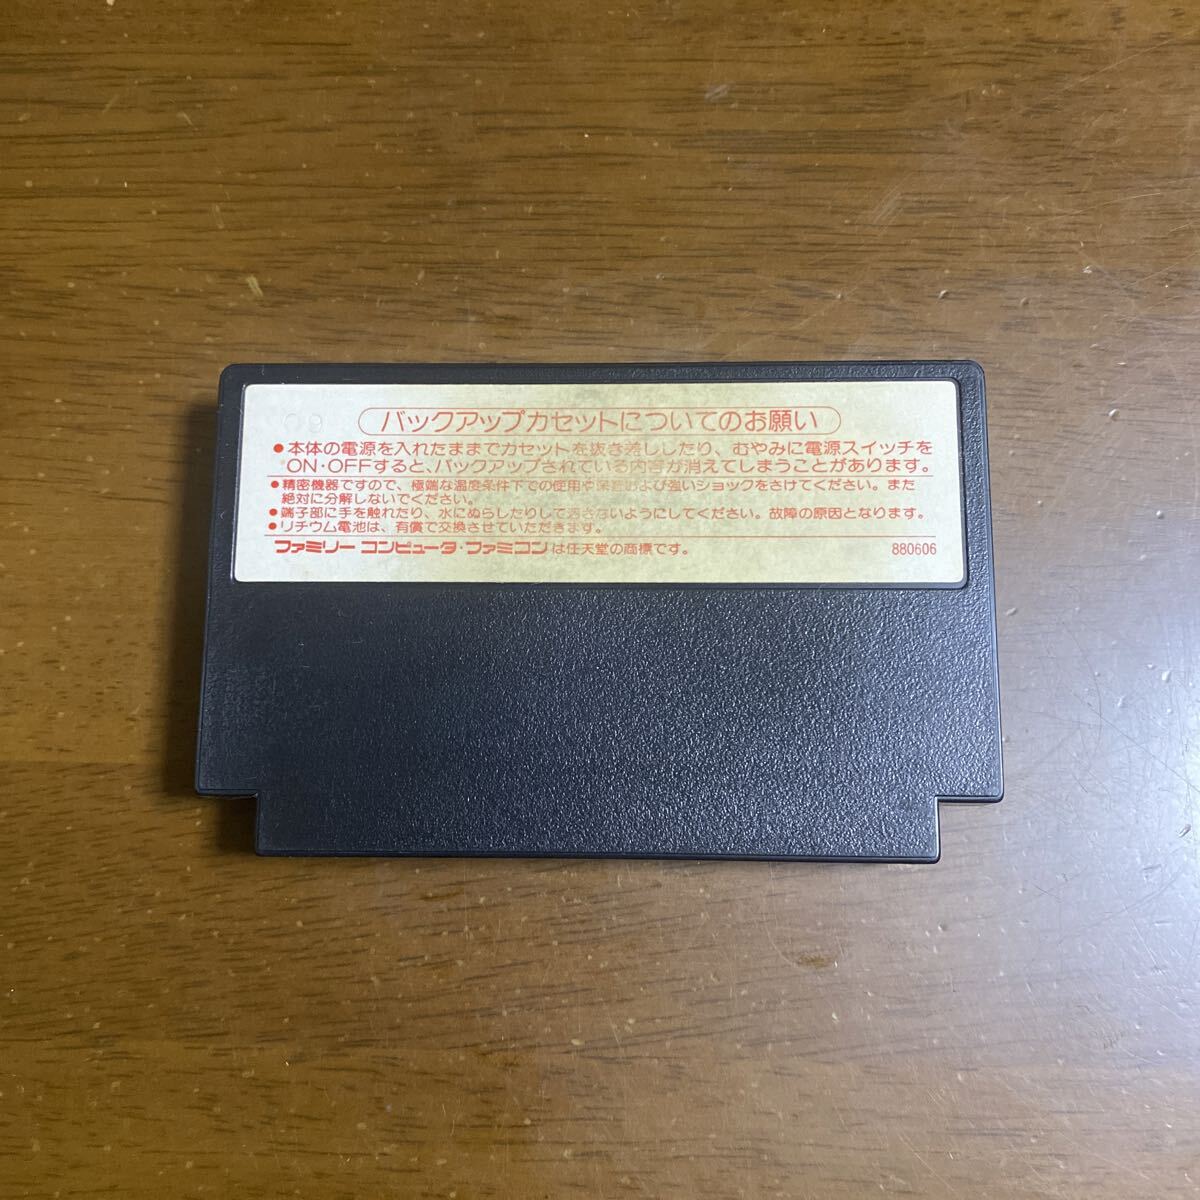 09
バックアップカセットについてのお願い
●本体の電源を入れたままでカセットを抜き差ししたり、むやみに電源スイッチを
ON・OFFすると、バックアップされている内容が消えてしまうことがあります。
●精密機器ですので、極端な温度条件下での使用や保管および強いショックをさけてください。また
絶対に分解しないでください。
●端子部に手を触れたり、水にぬらしたりして汚さないようにしてください。故障の原因となります。
●リチウム電池は、有償で交換させていただきます。
ファミリー コンピュータ・ファミコンは任天堂の商標です。
880606